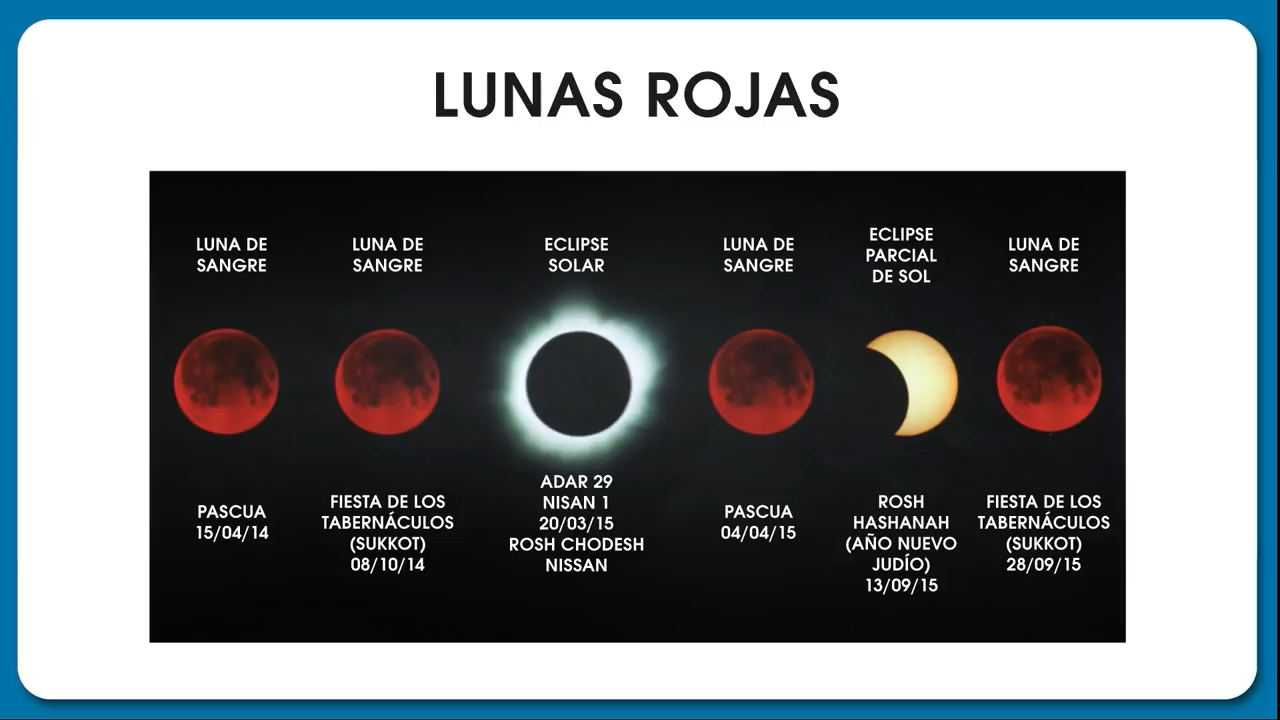 LUNAS ROJAS
LUNA DE
SANGRE
PASCUA
15/04/14
LUNA DE
SANGRE
FIESTA DE LOS
TABERNÁCULOS
(SUKKOT)
08/10/14
ECLIPSE
SOLAR
ADAR 29
NISAN 1
20/03/15
ROSH CHODESH
NISSAN
LUNA DE
SANGRE
PASCUA
04/04/15
ECLIPSE
PARCIAL
DE SOL
ROSH
HASHANAH
(AÑO NUEVO
JUDÍO)
13/09/15
LUNA DE
SANGRE
FIESTA DE LOS
TABERNÁCULOS
(SUKKOT)
28/09/15